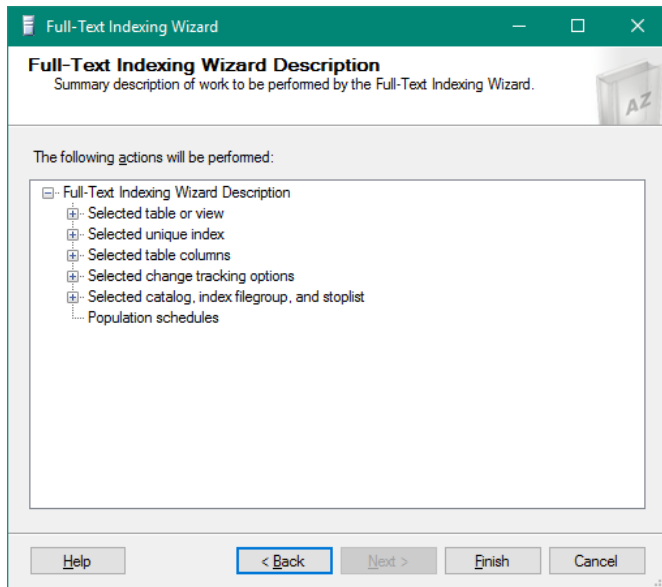 Full-Text Indexing Wizard
Full-Text Indexing Wizard Description
Summary description of work to be performed by the Full-Text Indexing Wizard.
AZ
The following actions will be performed:
Full-Text Indexing Wizard Description
Selected table or view
Selected unique index
Selected table columns
Selected change tracking options
Selected catalog, index filegroup, and stoplist
Population schedules
Help
< Back
Next >
Finish
Cancel